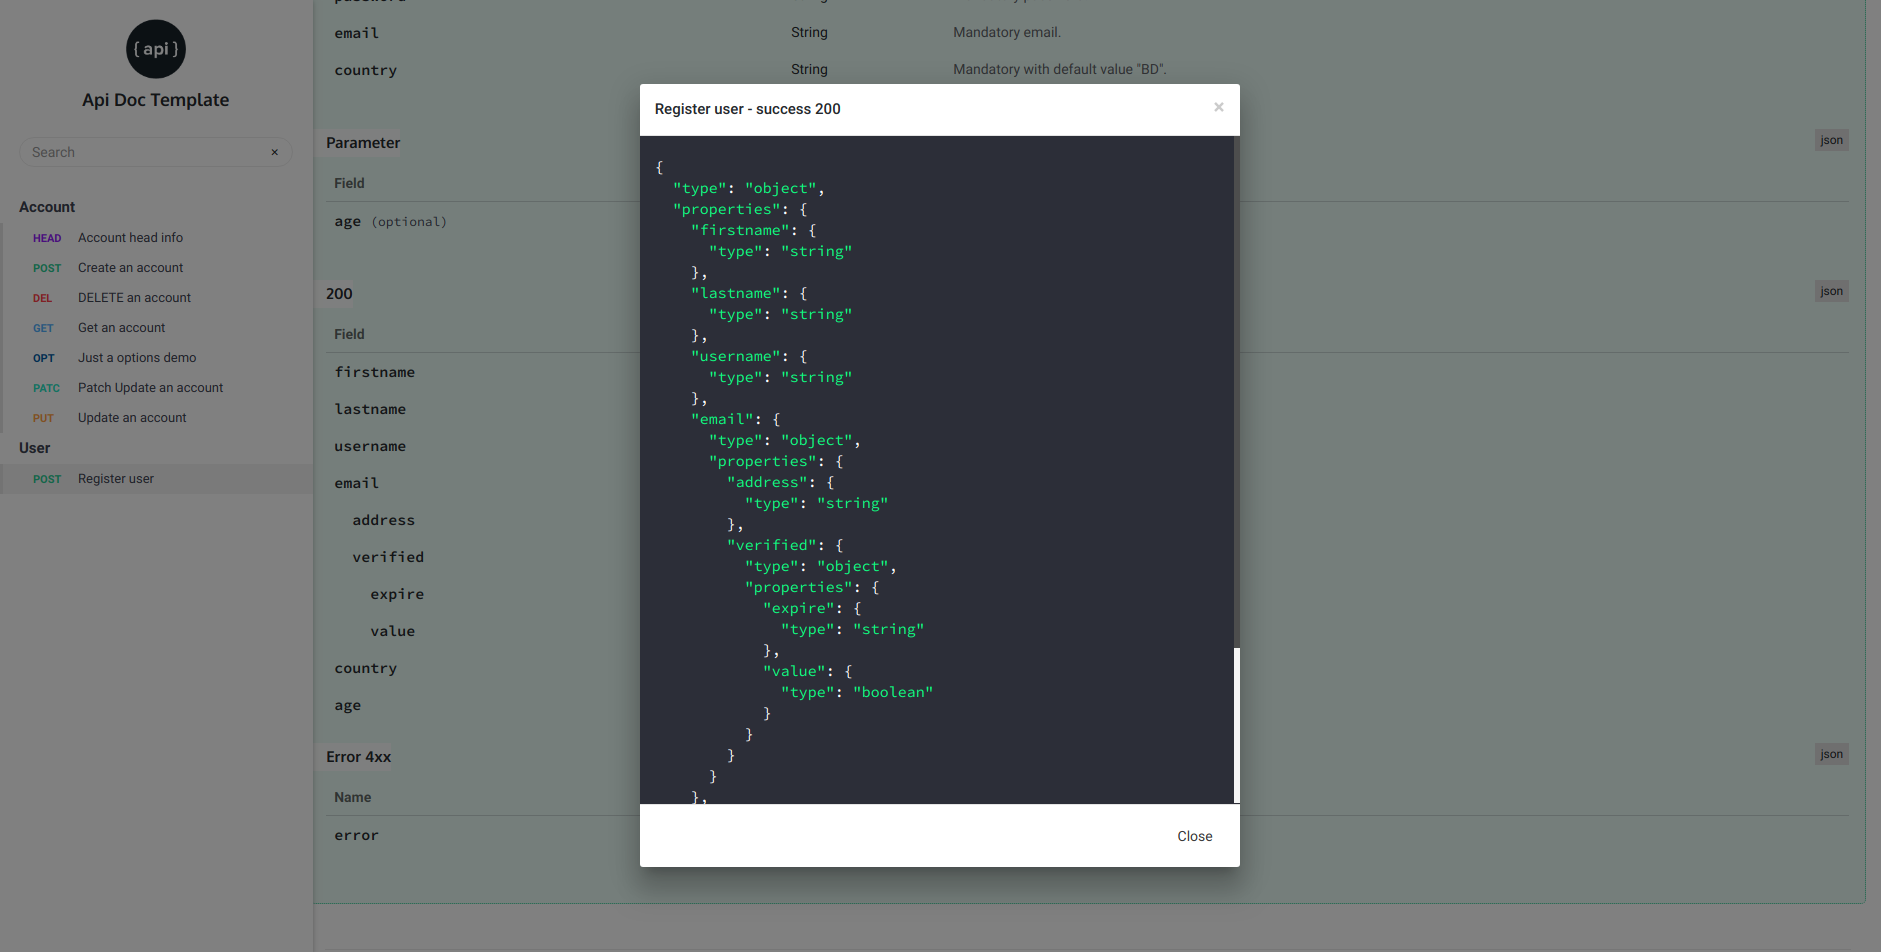 { api }
Api Doc Template
Search ×
Account
HEAD Account head info
POST Create an account
DEL DELETE an account
GET Get an account
OPT Just a options demo
PATC Patch Update an account
PUT Update an account
User
POST Register user
email String Mandatory email.
country String Mandatory with default value "BD".
Parameter json
Field
age (optional)
200 json
Field
firstname
lastname
username
email
address
verified
expire
value
country
age
Error 4xx json
Name
error
Register user - success 200 ×
{
"type": "object",
"properties": {
"firstname": {
"type": "string"
},
"lastname": {
"type": "string"
},
"username": {
"type": "string"
},
"email": {
"type": "object",
"properties": {
"address": {
"type": "string"
},
"verified": {
"type": "object",
"properties": {
"expire": {
"type": "string"
},
"value": {
"type": "boolean"
}
}
}
}
},
Close